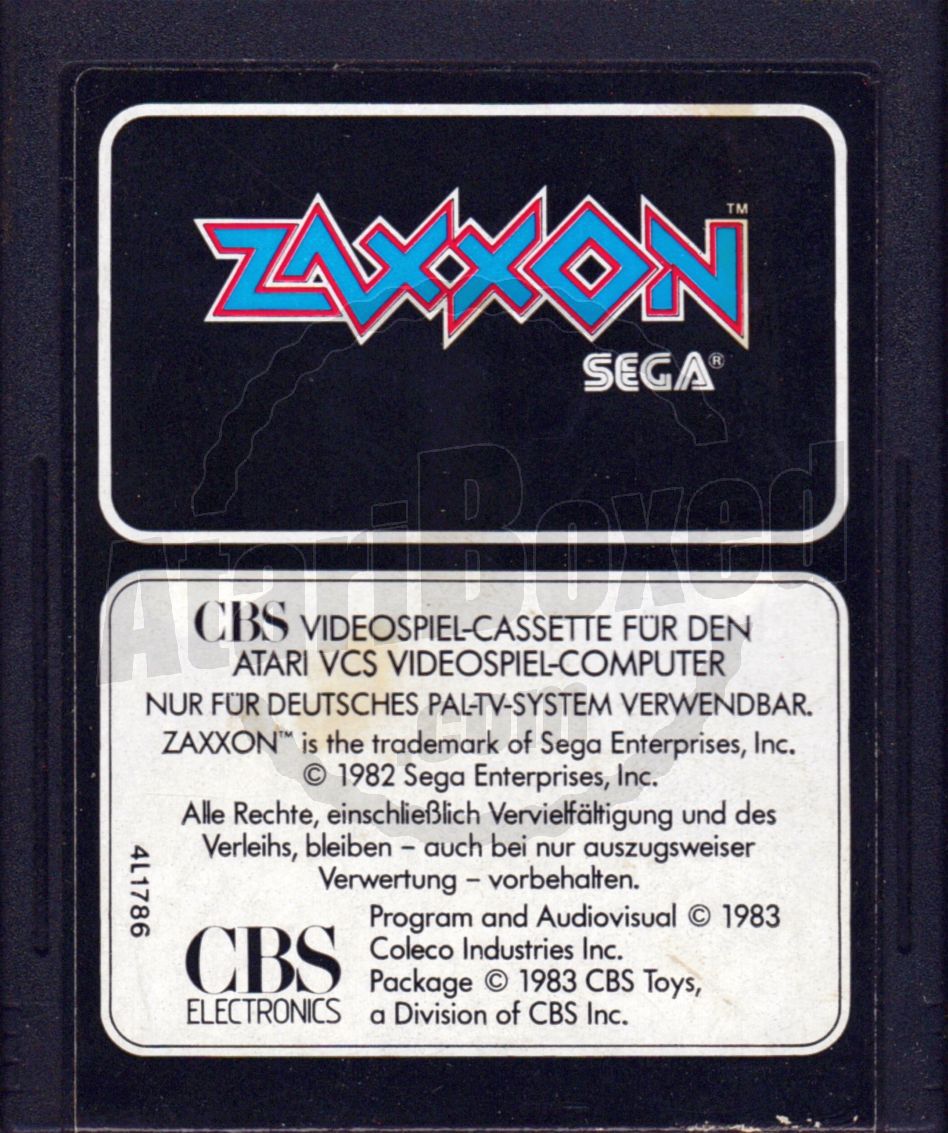 ZAXXON™
SEGA®
AtariBoxed
.com
CBS VIDEOSPIEL-CASSETTE FÜR DEN
ATARI VCS VIDEOSPIEL-COMPUTER
NUR FÜR DEUTSCHES PAL-TV-SYSTEM VERWENDBAR.
ZAXXON™ is the trademark of Sega Enterprises, Inc.
© 1982 Sega Enterprises, Inc.
Alle Rechte, einschließlich Vervielfältigung und des
Verleihs, bleiben – auch bei nur auszugsweiser
Verwertung – vorbehalten.
4L1786
CBS
ELECTRONICS
Program and Audiovisual © 1983
Coleco Industries Inc.
Package © 1983 CBS Toys,
a Division of CBS Inc.